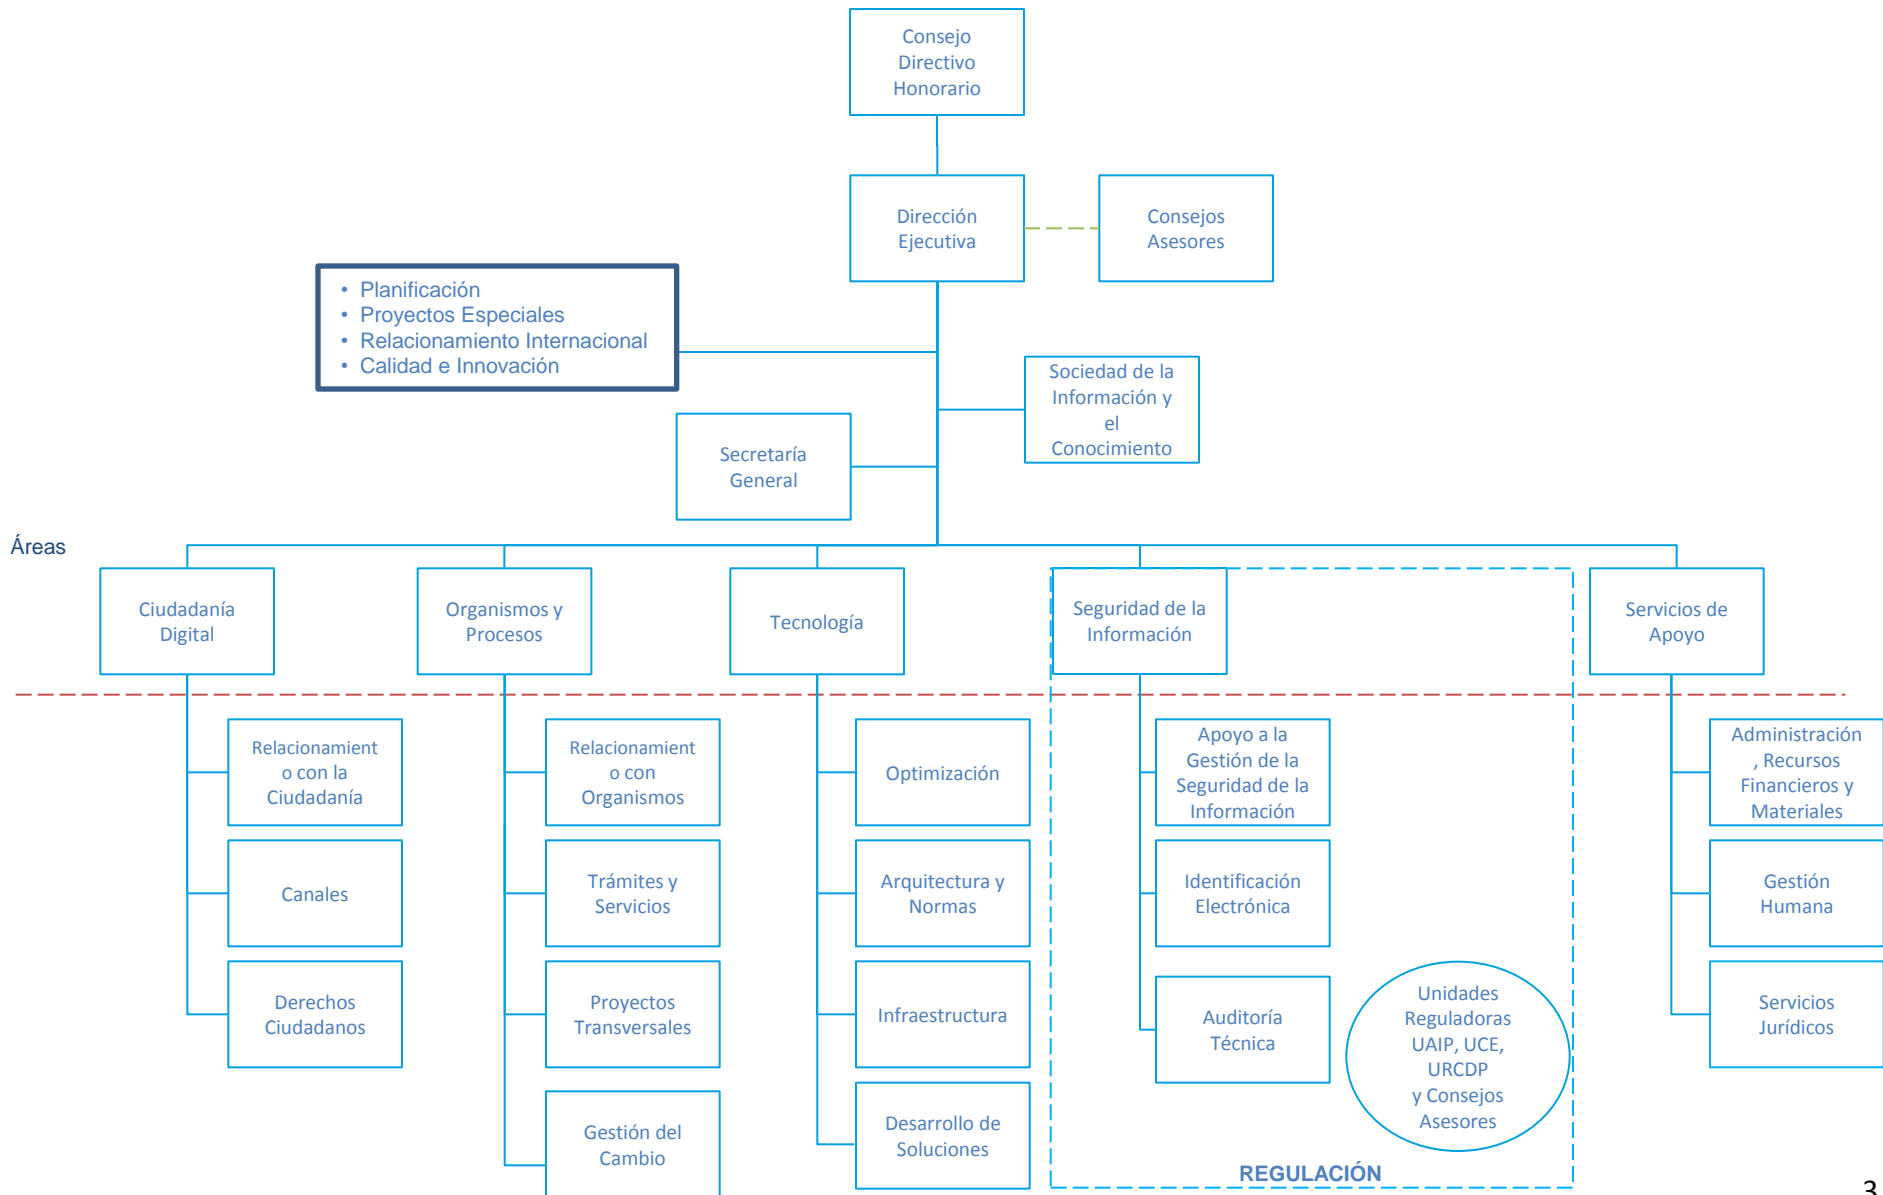 Consejo
Directivo
Honorario
Dirección
Ejecutiva
Consejos
Asesores
• Planificación
• Proyectos Especiales
• Relacionamiento Internacional
• Calidad e Innovación
Sociedad de la
Información y
el
Conocimiento
Secretaría
General
Áreas
Ciudadanía
Digital
Organismos y
Procesos
Tecnología
Seguridad de la
Información
Servicios de
Apoyo
Relacionamient
o con la
Ciudadanía
Canales
Derechos
Ciudadanos
Relacionamient
o con
Organismos
Trámites y
Servicios
Proyectos
Transversales
Gestión del
Cambio
Optimización
Arquitectura y
Normas
Infraestructura
Desarrollo de
Soluciones
Apoyo a la
Gestión de la
Seguridad de la
Información
Identificación
Electrónica
Auditoría
Técnica
Unidades
Reguladoras
UAIP, UCE,
URCDP
y Consejos
Asesores
REGULACIÓN
Administración
, Recursos
Financieros y
Materiales
Gestión
Humana
Servicios
Jurídicos
3